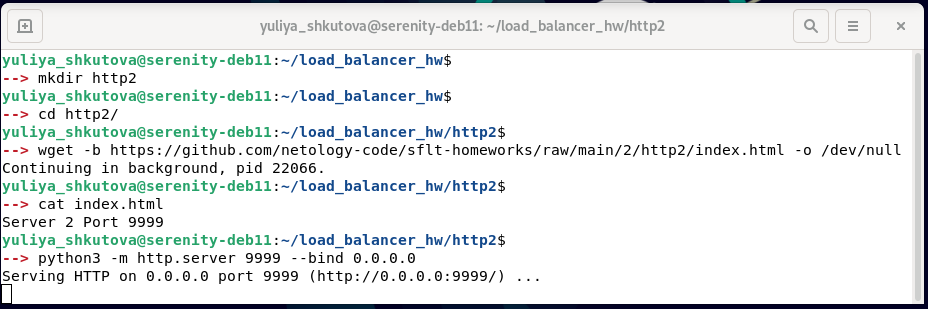 yuliya_shkutova@serenity-deb11: ~/load_balancer_hw/http2
yuliya_shkutova@serenity-deb11:~/load_balancer_hw$
--> mkdir http2
yuliya_shkutova@serenity-deb11:~/load_balancer_hw$
--> cd http2/
yuliya_shkutova@serenity-deb11:~/load_balancer_hw/http2$
--> wget -b https://github.com/netology-code/sflt-homeworks/raw/main/2/http2/index.html -o /dev/null
Continuing in background, pid 22066.
yuliya_shkutova@serenity-deb11:~/load_balancer_hw/http2$
--> cat index.html
Server 2 Port 9999
yuliya_shkutova@serenity-deb11:~/load_balancer_hw/http2$
--> python3 -m http.server 9999 --bind 0.0.0.0
Serving HTTP on 0.0.0.0 port 9999 (http://0.0.0.0:9999/) ...